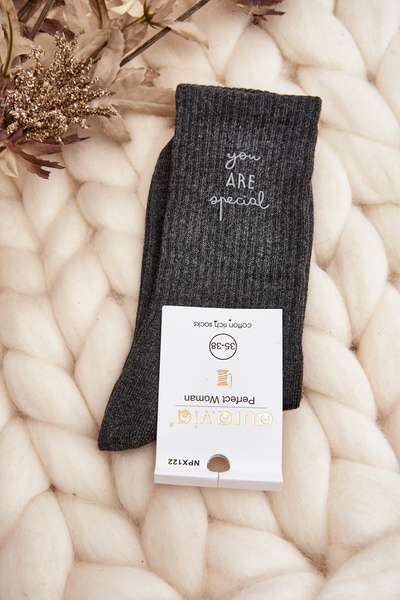 you
ARE
special
aura.via®
Perfect Woman
35-38
cotton rich socks
NPX122